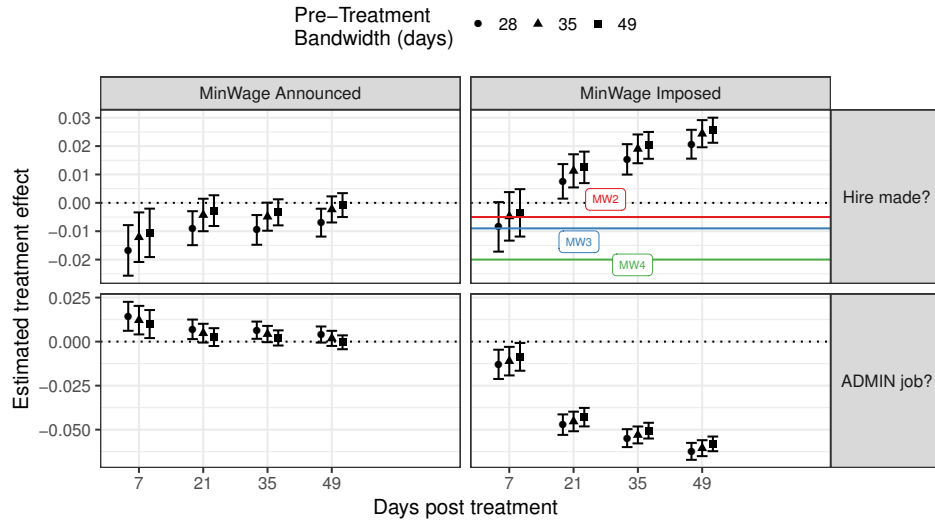 Pre−Treatment
Bandwidth (days)
28
35
49
MinWage Announced
MinWage Imposed
Estimated treatment effect
0.03
0.02
0.01
0.00
−0.01
−0.02
MW2
MW3
MW4
Hire made?
0.025
0.000
−0.025
−0.050
ADMIN job?
7
21
35
49
7
21
35
49
Days post treatment